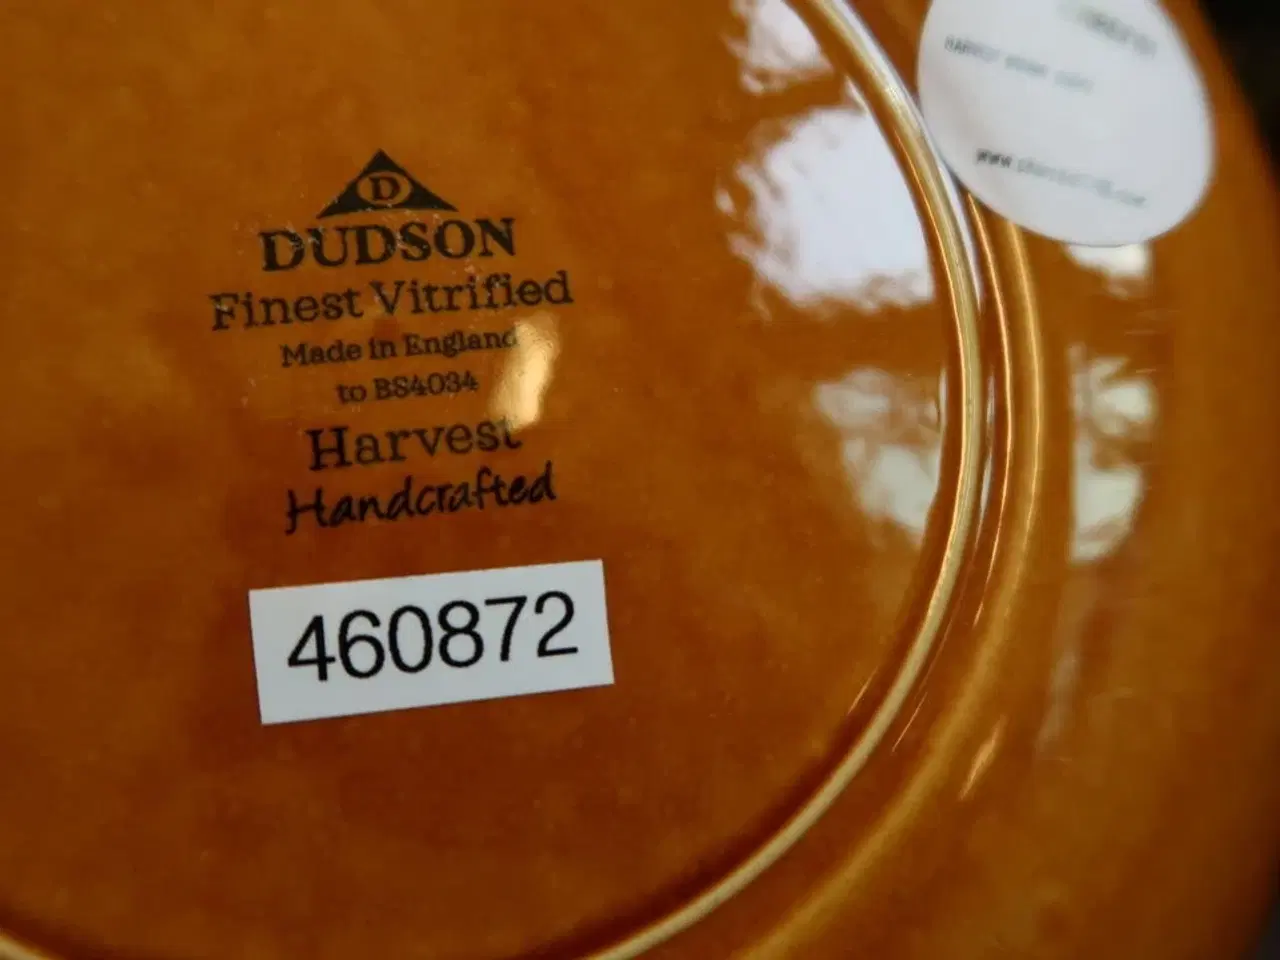 D
DUDSON
Finest Vitrified
Made in England
to BS4034
Harvest
Handcrafted
460872